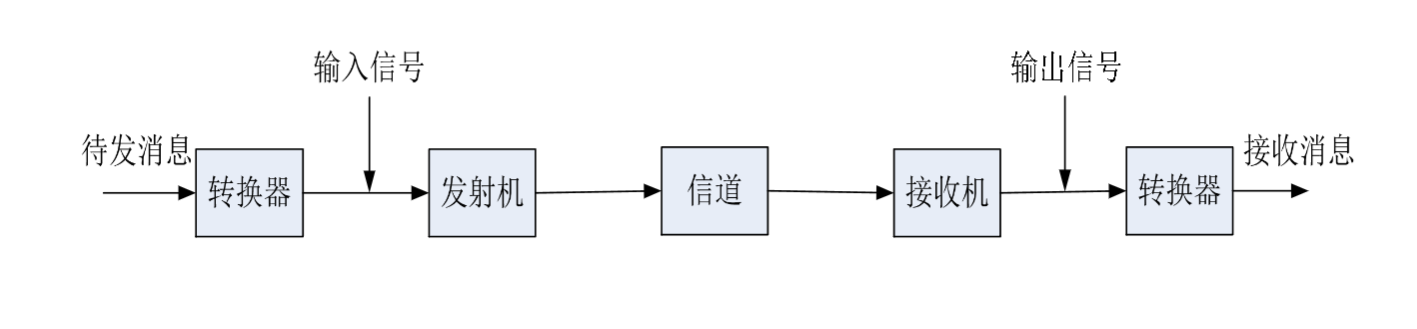 输入信号
输出信号
待发消息
接收消息
转换器
发射机
信道
接收机
转换器